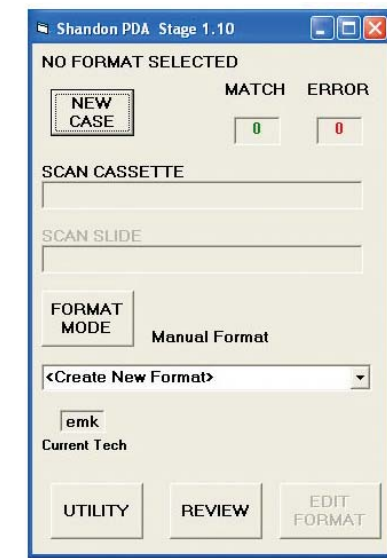 Shandon PDA Stage 1.10
NO FORMAT SELECTED
MATCH ERROR
NEW
CASE
0 0
SCAN CASSETTE
SCAN SLIDE
FORMAT
MODE
Manual Format
<Create New Format>
emk
Current Tech
UTILITY REVIEW EDIT
FORMAT